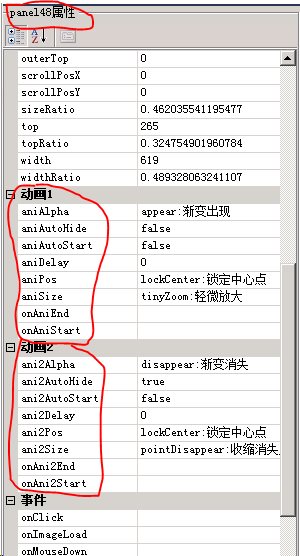 panel48属性
outerTop 0
scrollPosX 0
scrollPosY 0
sizeRatio 0.462035541195477
top 265
topRatio 0.324754901960784
width 619
widthRatio 0.489328063241107
动画1
aniAlpha appear:渐变出现
aniAutoHide false
aniAutoStart false
aniDelay 0
aniPos lockCenter:锁定中心点
aniSize tinyZoom:轻微放大
onAniEnd
onAniStart
动画2
ani2Alpha disappear:渐变消失
ani2AutoHide true
ani2AutoStart false
ani2Delay 0
ani2Pos lockCenter:锁定中心点
ani2Size pointDisappear:收缩消失
onAni2End
onAni2Start
事件
onClick
onImageLoad
onMouseDown